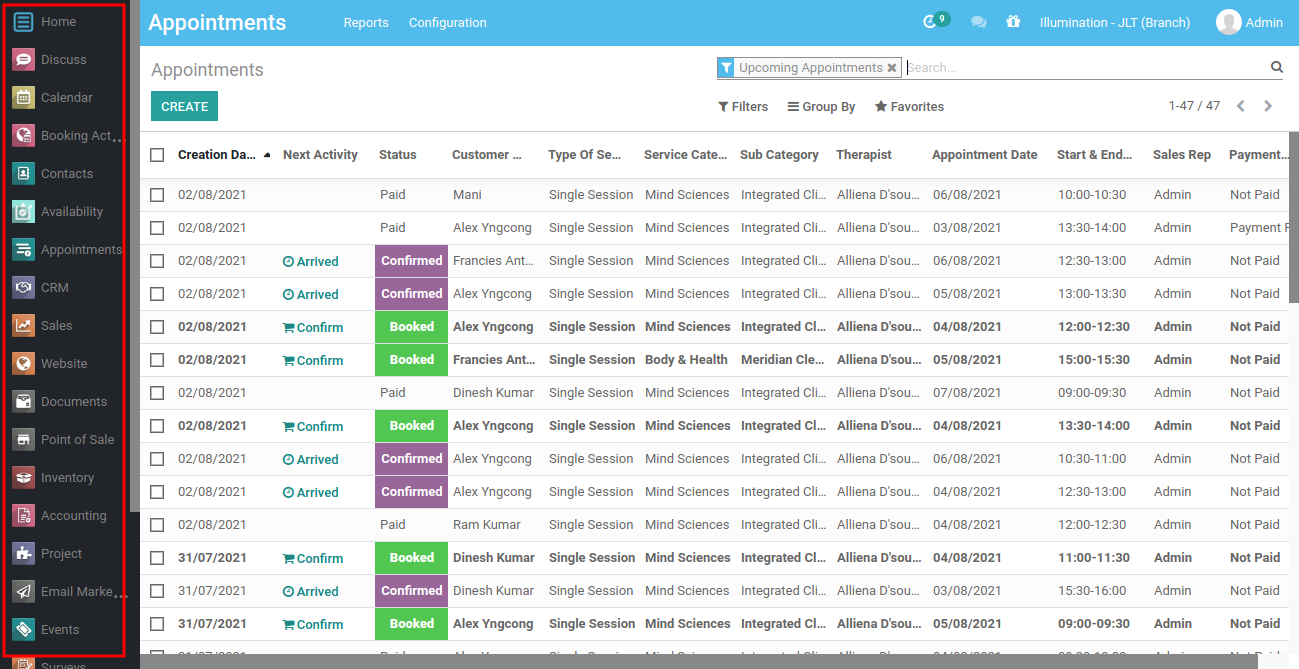 Home
Discuss
Calendar
Booking Act...
Contacts
Availability
Appointments
CRM
Sales
Website
Documents
Point of Sale
Inventory
Accounting
Project
Email Marke...
Events
Surveys
Appointments Reports Configuration 9 Illumination - JLT (Branch) Admin
Appointments Upcoming Appointments Search...
CREATE Filters Group By Favorites 1-47 / 47
Creation Da... Next Activity Status Customer ... Type Of Se... Service Cate... Sub Category Therapist Appointment Date Start & End... Sales Rep Payment...
02/08/2021 Paid Mani Single Session Mind Sciences Integrated Cli... Alliena D'sou... 06/08/2021 10:00-10:30 Admin Not Paid
02/08/2021 Paid Alex Yngcong Single Session Mind Sciences Integrated Cli... Alliena D'sou... 03/08/2021 13:30-14:00 Admin Payment
02/08/2021 Arrived Confirmed Francies Ant... Single Session Mind Sciences Integrated Cli... Alliena D'sou... 06/08/2021 12:30-13:00 Admin Not Paid
02/08/2021 Arrived Confirmed Alex Yngcong Single Session Mind Sciences Integrated Cli... Alliena D'sou... 05/08/2021 13:00-13:30 Admin Not Paid
02/08/2021 Confirm Booked Alex Yngcong Single Session Mind Sciences Integrated Cl... Alliena D'sou... 04/08/2021 12:00-12:30 Admin Not Paid
02/08/2021 Confirm Booked Francies Ant... Single Session Body & Health Meridian Cle... Alliena D'sou... 05/08/2021 15:00-15:30 Admin Not Paid
02/08/2021 Paid Dinesh Kumar Single Session Mind Sciences Integrated Cli... Alliena D'sou... 07/08/2021 09:00-09:30 Admin Not Paid
02/08/2021 Confirm Booked Alex Yngcong Single Session Mind Sciences Integrated Cl... Alliena D'sou... 04/08/2021 13:30-14:00 Admin Not Paid
02/08/2021 Arrived Confirmed Alex Yngcong Single Session Mind Sciences Integrated Cli... Alliena D'sou... 06/08/2021 10:30-11:00 Admin Not Paid
02/08/2021 Arrived Confirmed Alex Yngcong Single Session Mind Sciences Integrated Cli... Alliena D'sou... 04/08/2021 12:30-13:00 Admin Not Paid
02/08/2021 Paid Ram Kumar Single Session Mind Sciences Integrated Cli... Alliena D'sou... 04/08/2021 12:00-12:30 Admin Not Paid
31/07/2021 Confirm Booked Dinesh Kumar Single Session Mind Sciences Integrated Cl... Alliena D'sou... 04/08/2021 11:00-11:30 Admin Not Paid
31/07/2021 Arrived Confirmed Dinesh Kumar Single Session Mind Sciences Integrated Cli... Alliena D'sou... 03/08/2021 15:30-16:00 Admin Not Paid
31/07/2021 Confirm Booked Alex Yngcong Single Session Mind Sciences Integrated Cl... Alliena D'sou... 05/08/2021 09:00-09:30 Admin Not Paid